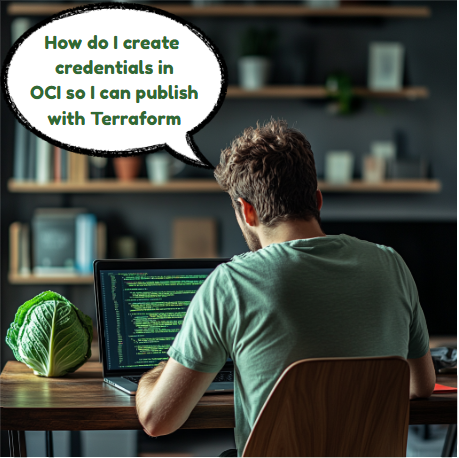 How do I create
credentials in
OCI so I can publish
with Terraform